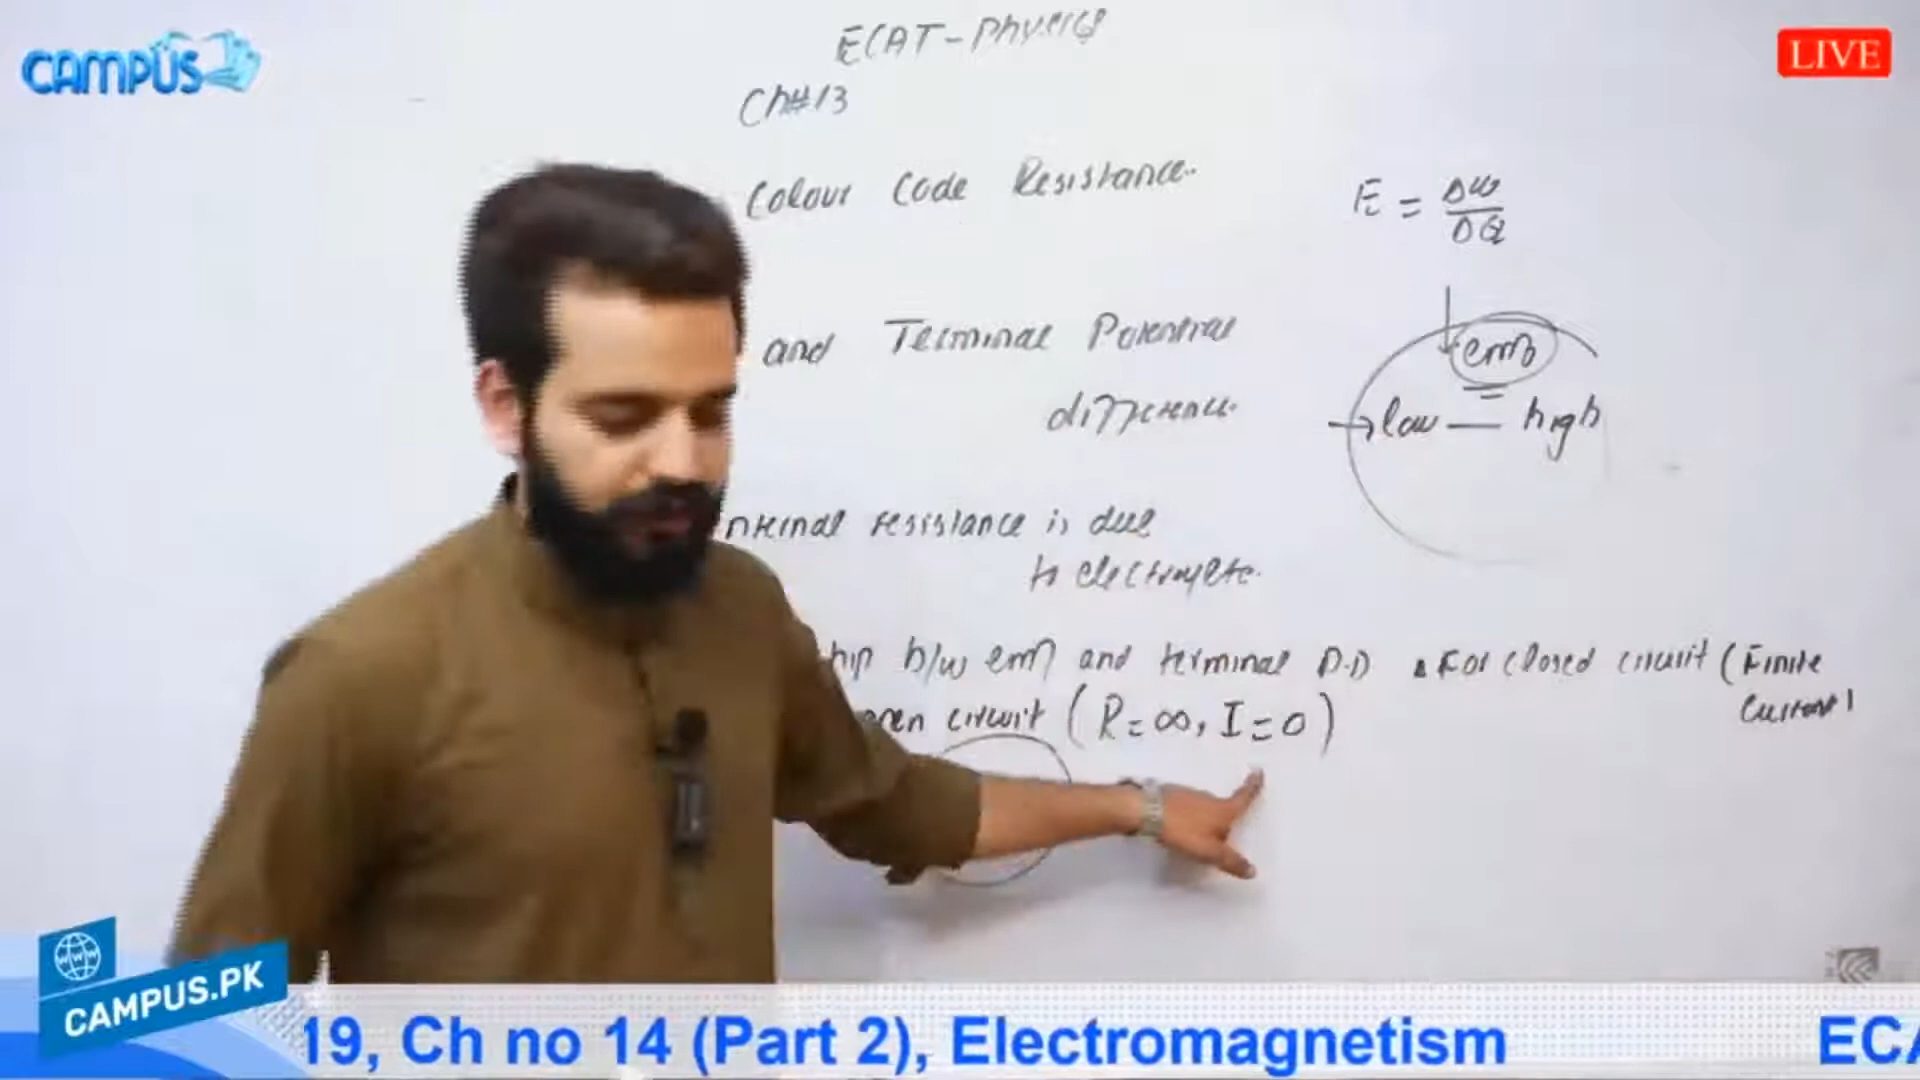 CAMPUS
LIVE
ECAT-Physics
Ch#13
Colour Code Resistance.
E = ΔW/ΔQ
and Terminal Potential
difference.
emf
low — high
nternal resistance is due
to electrolyte.
hip b/w emf and terminal P.D
For closed circuit (Finite
Current)
pen circuit (R=∞, I=0)
WWW
CAMPUS.PK
19, Ch no 14 (Part 2), Electromagnetism
ECA